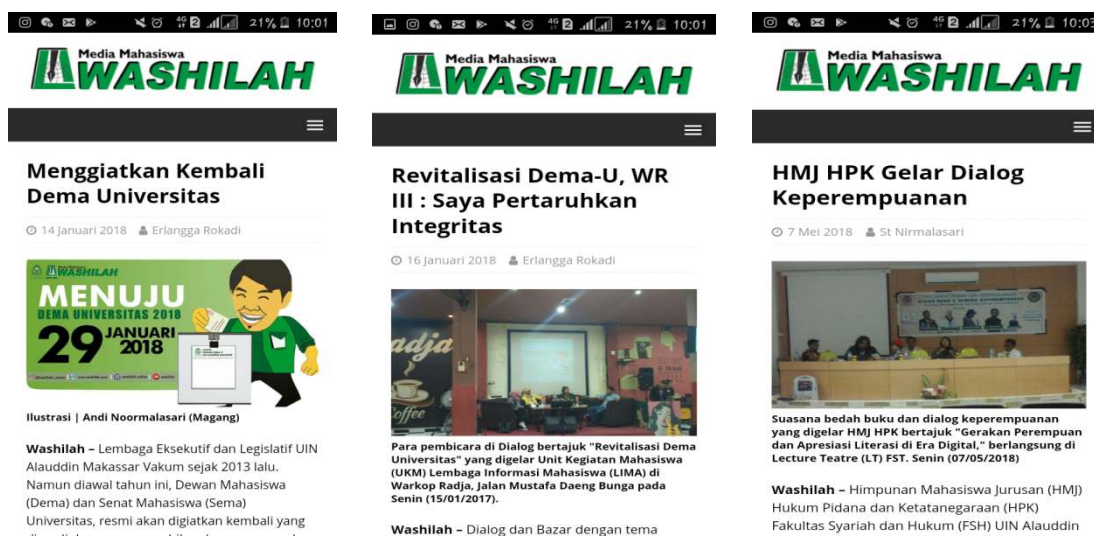 21% 10:01
Media Mahasiswa
WASHILAH
Menggiatkan Kembali
Dema Universitas
14 Januari 2018 Erlangga Rokadi
WASHILAH
MENUJU
DEMA UNIVERSITAS 2018
29 JANUARI
2018
Ilustrasi | Andi Noormalasari (Magang)
Washilah – Lembaga Eksekutif dan Legislatif UIN
Alauddin Makassar Vakum sejak 2013 lalu.
Namun diawal tahun ini, Dewan Mahasiswa
(Dema) dan Senat Mahasiswa (Sema)
Universitas, resmi akan digiatkan kembali yang
21% 10:01
Media Mahasiswa
WASHILAH
Revitalisasi Dema-U, WR
III : Saya Pertaruhkan
Integritas
16 Januari 2018 Erlangga Rokadi
adja
Coffee
Para pembicara di Dialog bertajuk "Revitalisasi Dema
Universitas" yang digelar Unit Kegiatan Mahasiswa
(UKM) Lembaga Informasi Mahasiswa (LIMA) di
Warkop Radja, Jalan Mustafa Daeng Bunga pada
Senin (15/01/2017).
Washilah – Dialog dan Bazar dengan tema
21% 10:03
Media Mahasiswa
WASHILAH
HMJ HPK Gelar Dialog
Keperempuanan
7 Mei 2018 St Nirmalasari
Suasana bedah buku dan dialog keperempuanan
yang digelar HMJ HPK bertajuk "Gerakan Perempuan
dan Apresiasi Literasi di Era Digital," berlangsung di
Lecture Teatre (LT) FST. Senin (07/05/2018)
Washilah – Himpunan Mahasiswa Jurusan (HMJ)
Hukum Pidana dan Ketatanegaraan (HPK)
Fakultas Syariah dan Hukum (FSH) UIN Alauddin